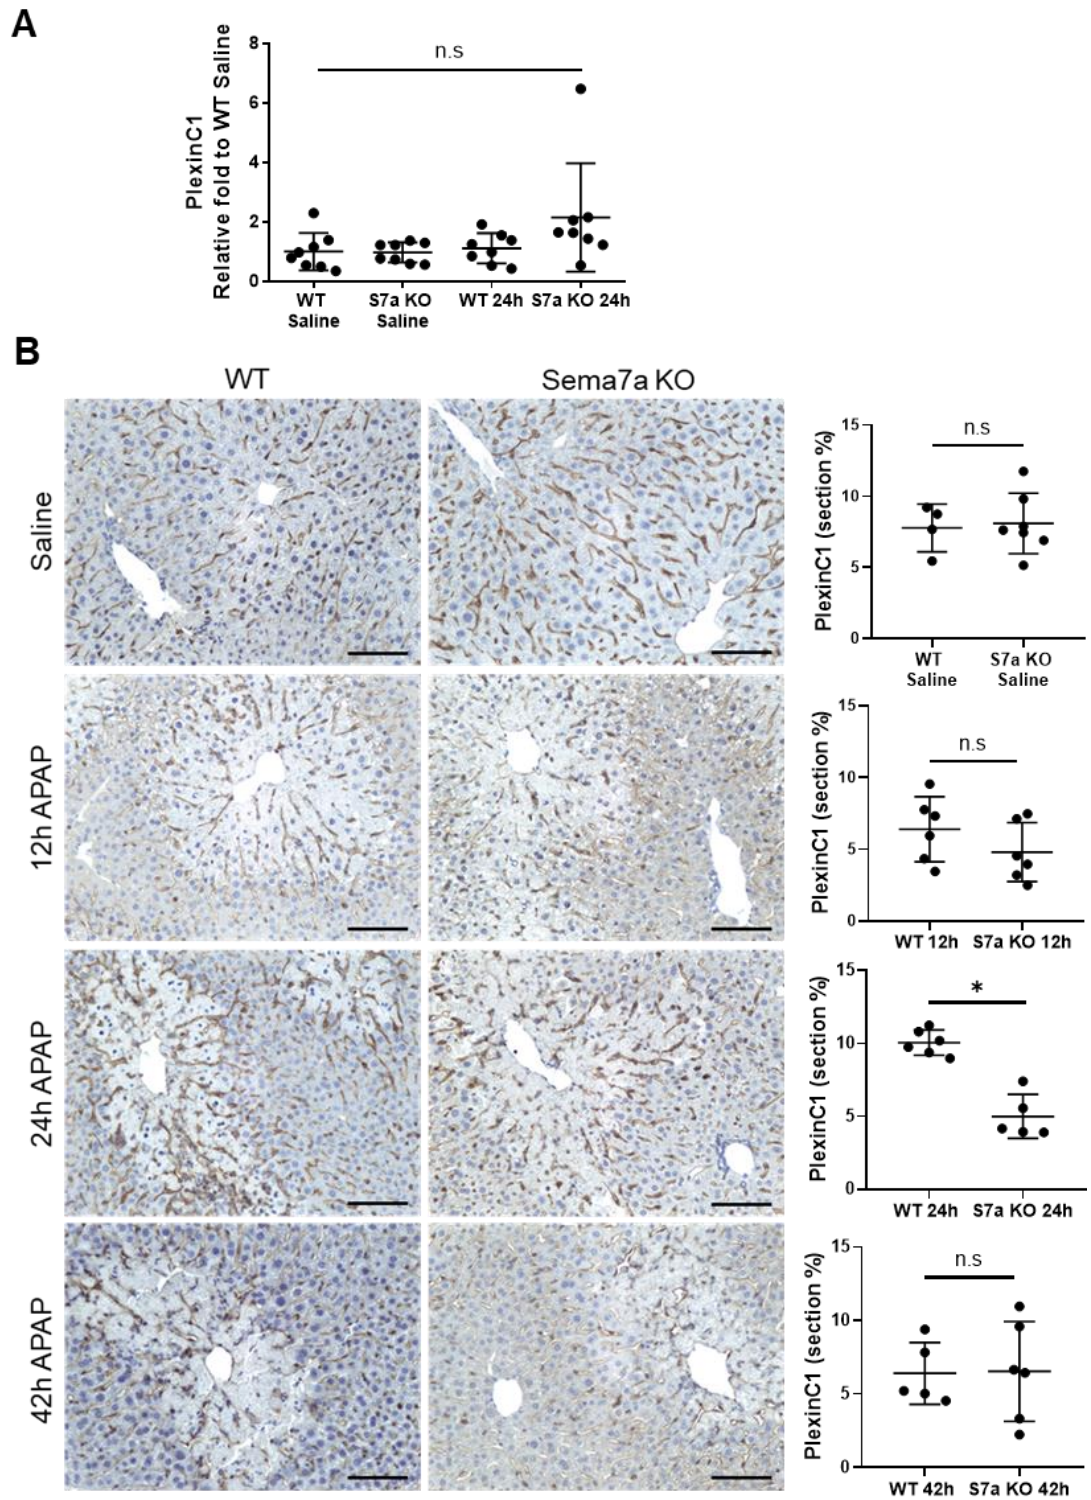 A
PlexinC1
Relative fold to WT Saline
8
6
4
2
0
n.s
WT
Saline
S7a KO
Saline
WT 24h
S7a KO 24h
B
WT
Sema7a KO
Saline
PlexinC1 (section %)
15
10
5
0
n.s
WT
Saline
S7a KO
Saline
12h APAP
PlexinC1 (section %)
15
10
5
0
n.s
WT 12h
S7a KO 12h
24h APAP
PlexinC1 (section %)
15
10
5
0
*
WT 24h
S7a KO 24h
42h APAP
PlexinC1 (section %)
15
10
5
0
n.s
WT 42h
S7a KO 42h